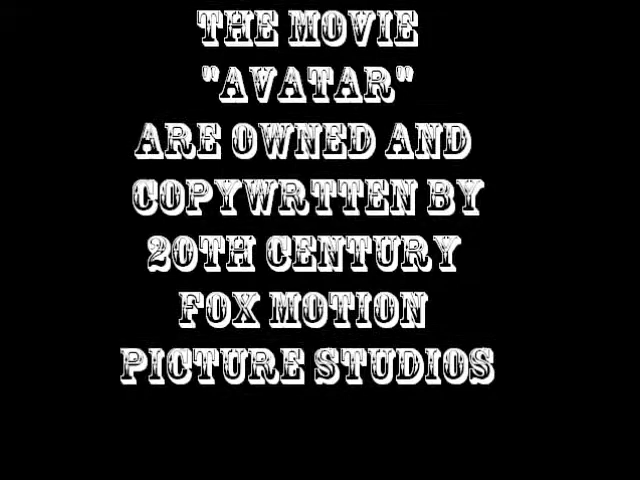 THE MOVIE
"AVATAR"
ARE OWNED AND
COPYWRTTEN BY
20TH CENTURY
FOX MOTION
PICTURE STUDIOS